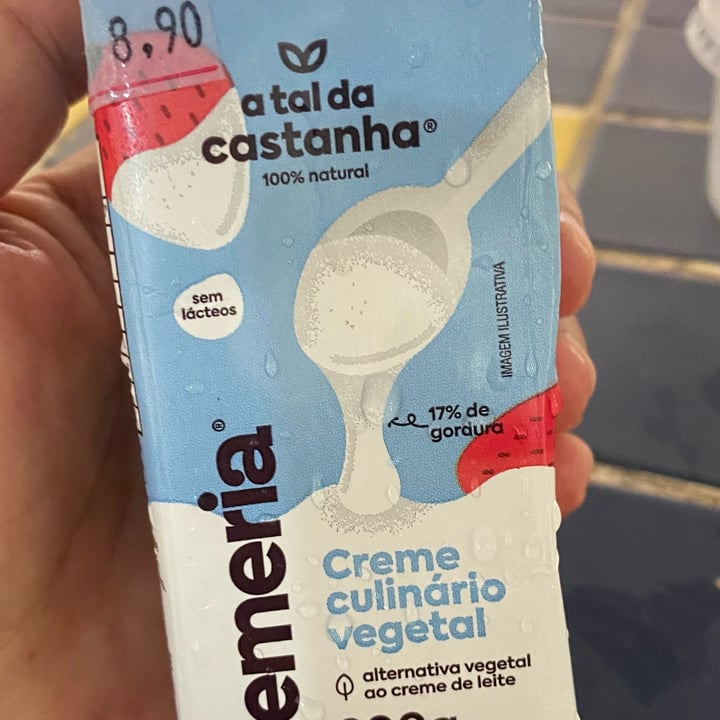 8,90
a tal da
castanha®
100% natural
sem
lácteos
IMAGEM ILUSTRATIVA
17% de
gordura
emeria®
Creme
culinário
vegetal
alternativa vegetal
ao creme de leite